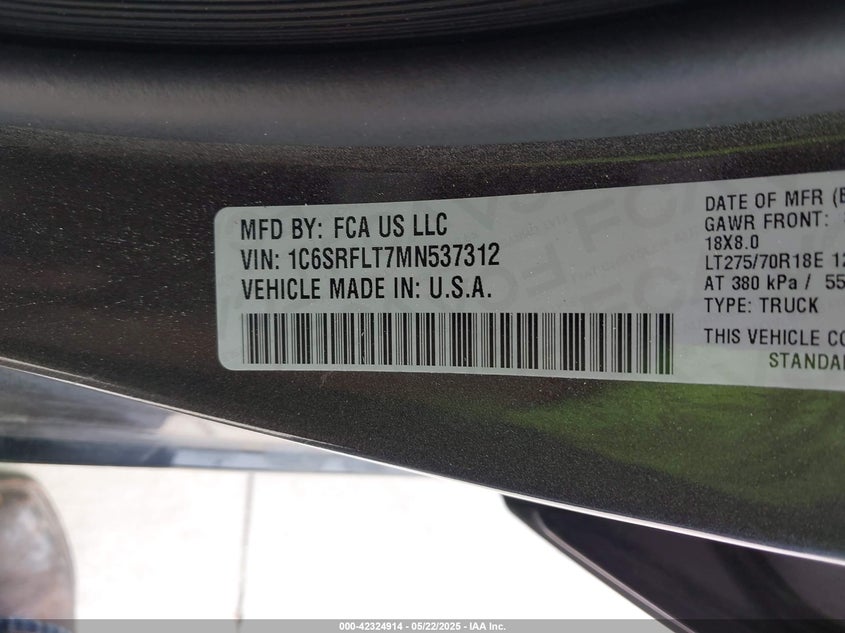 MFD BY: FCA US LLC
VIN: 1C6SRFLT7MN537312
VEHICLE MADE IN: U.S.A.
DATE OF MFR
GAWR FRONT:
18X8.0
LT275/70R18E
AT 380 kPa / 55
TYPE: TRUCK
THIS VEHICLE
000-42324914 - 05/22/2025 - IAA Inc.